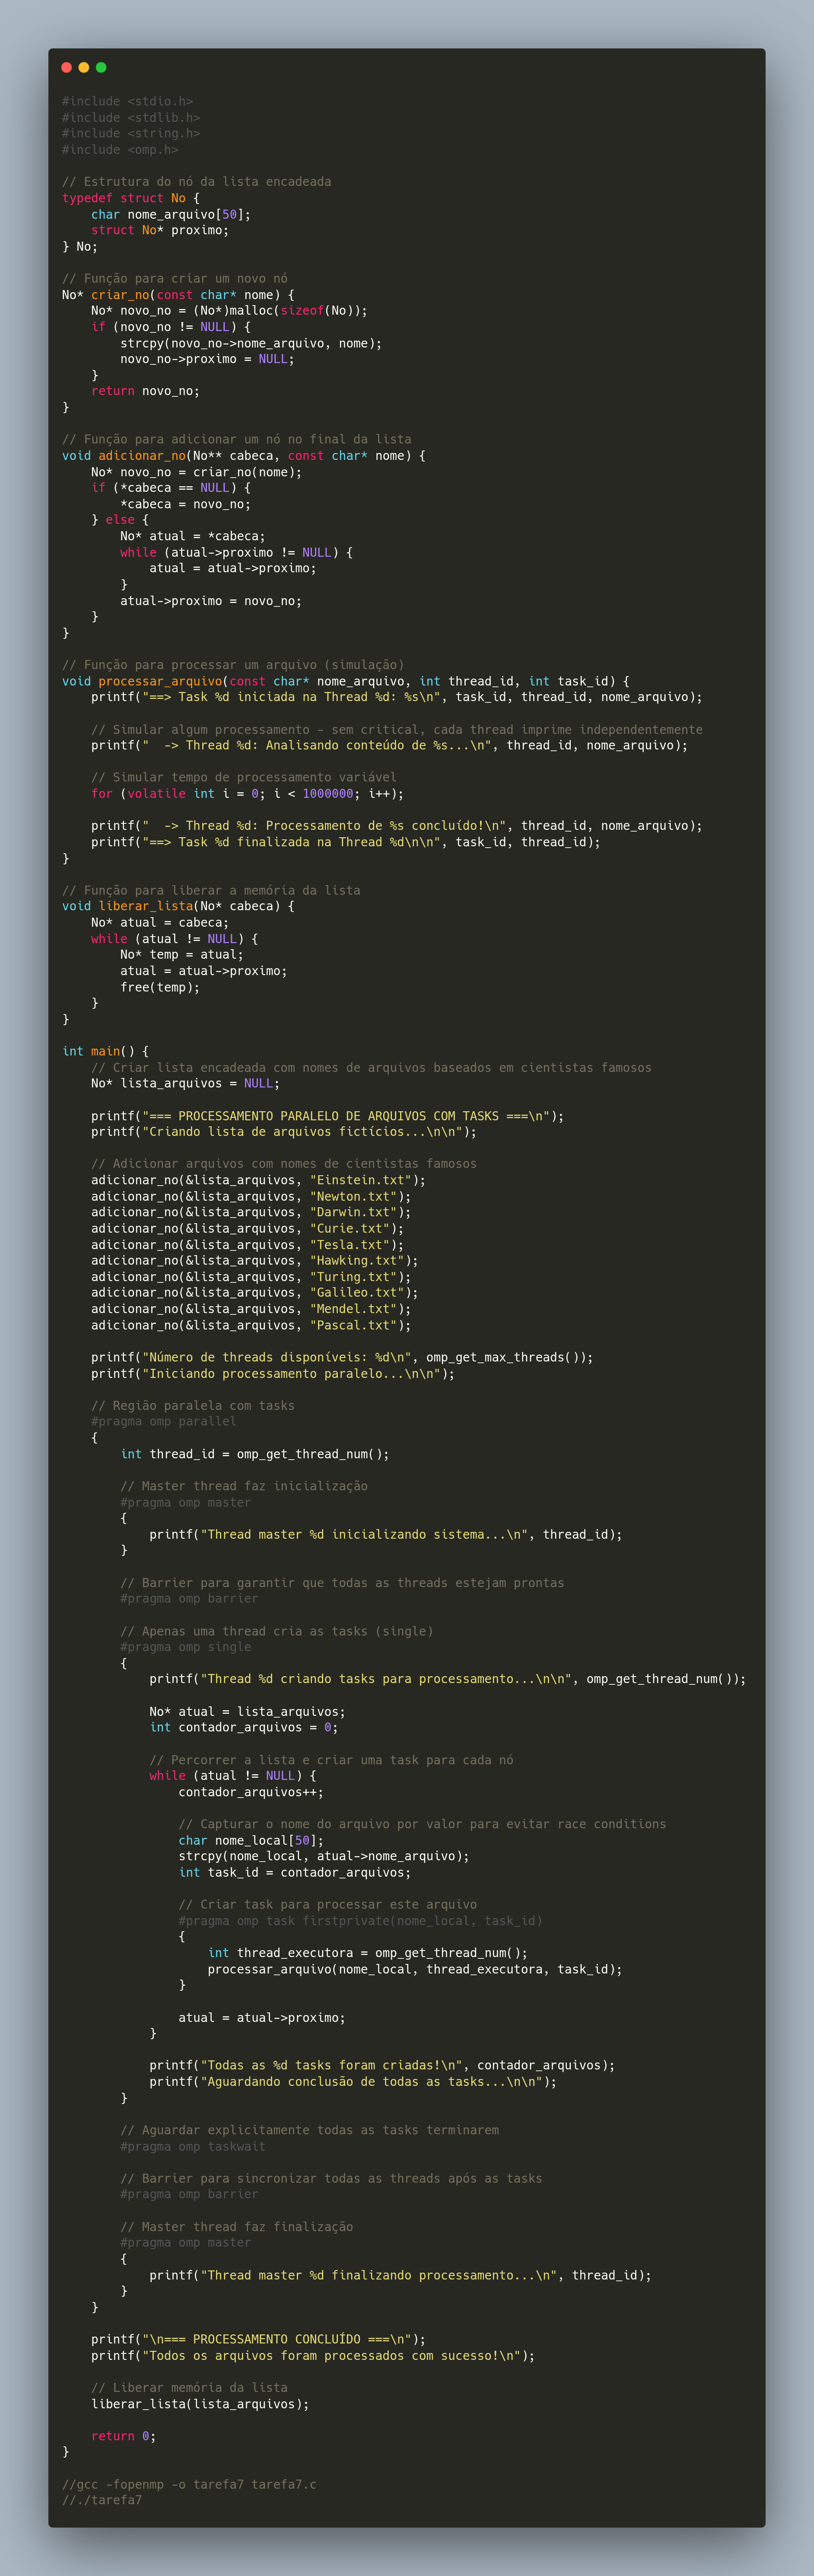 #include <stdio.h>
#include <stdlib.h>
#include <string.h>
#include <omp.h>

// Estrutura do nó da lista encadeada
typedef struct No {
    char nome_arquivo[50];
    struct No* proximo;
} No;

// Função para criar um novo nó
No* criar_no(const char* nome) {
    No* novo_no = (No*)malloc(sizeof(No));
    if (novo_no != NULL) {
        strcpy(novo_no->nome_arquivo, nome);
        novo_no->proximo = NULL;
    }
    return novo_no;
}

// Função para adicionar um nó no final da lista
void adicionar_no(No** cabeca, const char* nome) {
    No* novo_no = criar_no(nome);
    if (*cabeca == NULL) {
        *cabeca = novo_no;
    } else {
        No* atual = *cabeca;
        while (atual->proximo != NULL) {
            atual = atual->proximo;
        }
        atual->proximo = novo_no;
    }
}

// Função para processar um arquivo (simulação)
void processar_arquivo(const char* nome_arquivo, int thread_id, int task_id) {
    printf("==> Task %d iniciada na Thread %d: %s\n", task_id, thread_id, nome_arquivo);

    // Simular algum processamento - sem critical, cada thread imprime independentemente
    printf("  -> Thread %d: Analisando conteúdo de %s...\n", thread_id, nome_arquivo);

    // Simular tempo de processamento variável
    for (volatile int i = 0; i < 1000000; i++);

    printf("  -> Thread %d: Processamento de %s concluído!\n", thread_id, nome_arquivo);
    printf("==> Task %d finalizada na Thread %d\n\n", task_id, thread_id);
}

// Função para liberar a memória da lista
void liberar_lista(No* cabeca) {
    No* atual = cabeca;
    while (atual != NULL) {
        No* temp = atual;
        atual = atual->proximo;
        free(temp);
    }
}

int main() {
    // Criar lista encadeada com nomes de arquivos baseados em cientistas famosos
    No* lista_arquivos = NULL;

    printf("=== PROCESSAMENTO PARALELO DE ARQUIVOS COM TASKS ===\n");
    printf("Criando lista de arquivos fictícios...\n\n");

    // Adicionar arquivos com nomes de cientistas famosos
    adicionar_no(&lista_arquivos, "Einstein.txt");
    adicionar_no(&lista_arquivos, "Newton.txt");
    adicionar_no(&lista_arquivos, "Darwin.txt");
    adicionar_no(&lista_arquivos, "Curie.txt");
    adicionar_no(&lista_arquivos, "Tesla.txt");
    adicionar_no(&lista_arquivos, "Hawking.txt");
    adicionar_no(&lista_arquivos, "Turing.txt");
    adicionar_no(&lista_arquivos, "Galileo.txt");
    adicionar_no(&lista_arquivos, "Mendel.txt");
    adicionar_no(&lista_arquivos, "Pascal.txt");

    printf("Número de threads disponíveis: %d\n", omp_get_max_threads());
    printf("Iniciando processamento paralelo...\n\n");

    // Região paralela com tasks
    #pragma omp parallel
    {
        int thread_id = omp_get_thread_num();

        // Master thread faz inicialização
        #pragma omp master
        {
            printf("Thread master %d inicializando sistema...\n", thread_id);
        }

        // Barrier para garantir que todas as threads estejam prontas
        #pragma omp barrier

        // Apenas uma thread cria as tasks (single)
        #pragma omp single
        {
            printf("Thread %d criando tasks para processamento...\n\n", omp_get_thread_num());

            No* atual = lista_arquivos;
            int contador_arquivos = 0;

            // Percorrer a lista e criar uma task para cada nó
            while (atual != NULL) {
                contador_arquivos++;

                // Capturar o nome do arquivo por valor para evitar race conditions
                char nome_local[50];
                strcpy(nome_local, atual->nome_arquivo);
                int task_id = contador_arquivos;

                // Criar task para processar este arquivo
                #pragma omp task firstprivate(nome_local, task_id)
                {
                    int thread_executora = omp_get_thread_num();
                    processar_arquivo(nome_local, thread_executora, task_id);
                }

                atual = atual->proximo;
            }

            printf("Todas as %d tasks foram criadas!\n", contador_arquivos);
            printf("Aguardando conclusão de todas as tasks...\n\n");
        }

        // Aguardar explicitamente todas as tasks terminarem
        #pragma omp taskwait

        // Barrier para sincronizar todas as threads após as tasks
        #pragma omp barrier

        // Master thread faz finalização
        #pragma omp master
        {
            printf("Thread master %d finalizando processamento...\n", thread_id);
        }
    }

    printf("\n=== PROCESSAMENTO CONCLUÍDO ===\n");
    printf("Todos os arquivos foram processados com sucesso!\n");

    // Liberar memória da lista
    liberar_lista(lista_arquivos);

    return 0;
}

//gcc -fopenmp -o tarefa7 tarefa7.c
//./tarefa7